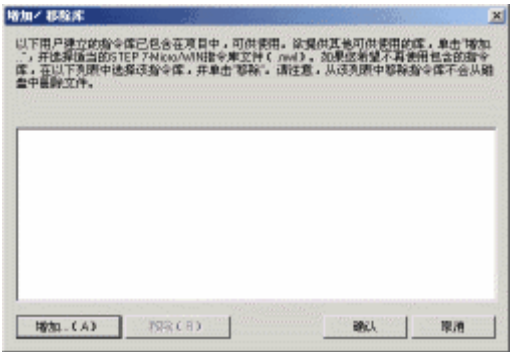 增加/移除库
以下用户建立的指令库已包含在项目中,可供使用。欲提供其他可供使用的库,单击"增加
...",并选择适当的STEP 7-Micro/WIN指令库文件(.mwl)。如果您希望不再使用包含的指令
库,在以下列表中选择该指令库,并单击"移除"。请注意,从该列表中移除指令库不会从磁
盘中删除文件。
增加...(A)
移除(R)
确认
取消